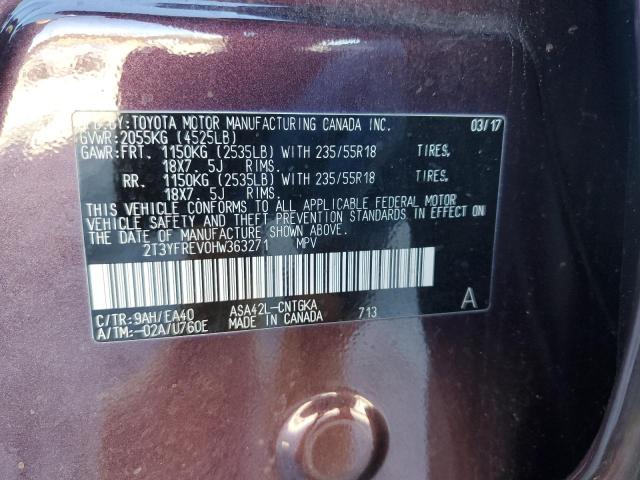 BY:TOYOTA MOTOR MANUFACTURING CANADA INC. 03/17
GVWR:2055KG (4525LB)
GAWR:FRT. 1150KG (2535LB) WITH 235/55R18 TIRES.
18X7. 5J RIMS.
RR. 1150KG (2535LB) WITH 235/55R18 TIRES.
18X7. 5J RIMS.
THIS VEHICLE CONFORMS TO ALL APPLICABLE FEDERAL MOTOR
VEHICLE SAFETY AND THEFT PREVENTION STANDARDS IN EFFECT ON
THE DATE OF MANUFACTURE SHOWN ABOVE.
2T3YFREV0HW363271 MPV
C/TR:9AH/EA40 ASA42L-CNTGKA A
A/TM:-02A/U760E MADE IN CANADA 713